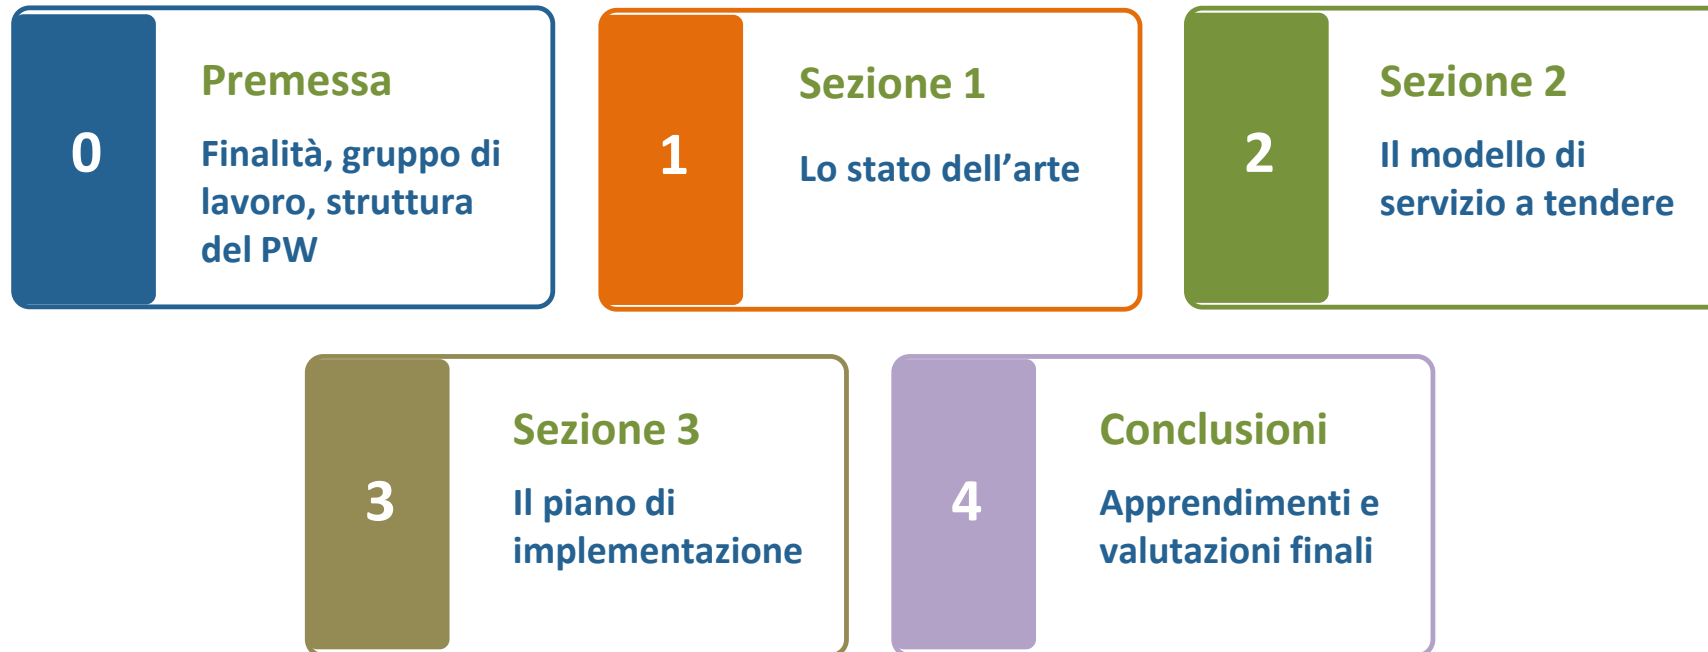 0
Premessa
Finalità, gruppo di
lavoro, struttura
del PW
1
Sezione 1
Lo stato dell’arte
2
Sezione 2
Il modello di
servizio a tendere
3
Sezione 3
Il piano di
implementazione
4
Conclusioni
Apprendimenti e
valutazioni finali